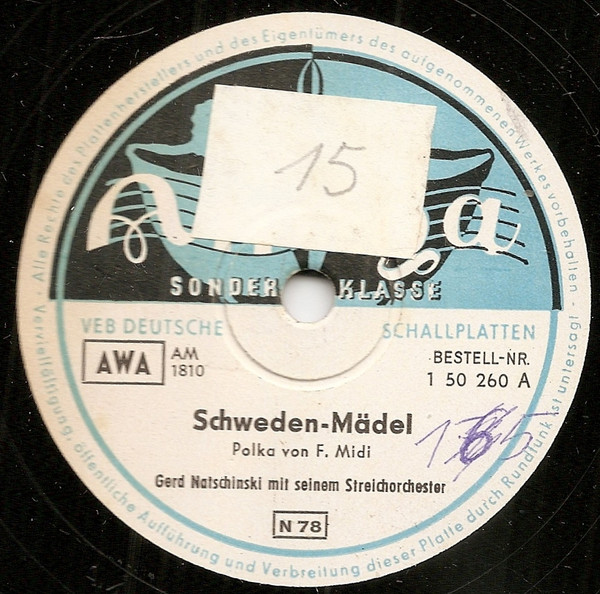 Alle Rechte des Plattenherstellers und des Eigentümers des aufgenommenen Werkes vorbehalten · Vervielfältigung, öffentliche Aufführung und Verbreitung dieser Platte durch Rundfunk ist untersagt ·
15
SONDER KLASSE
VEB DEUTSCHE SCHALLPLATTEN
AWA
AM
1810
BESTELL-NR.
1 50 260 A
Schweden-Mädel
Polka von F. Midi
Gerd Natschinski mit seinem Streichorchester
N 78